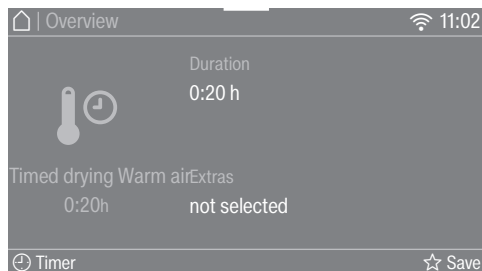 | Overview 11:02
Duration
0:20 h
Timed drying Warm air
Extras
0:20h
not selected
Timer Save